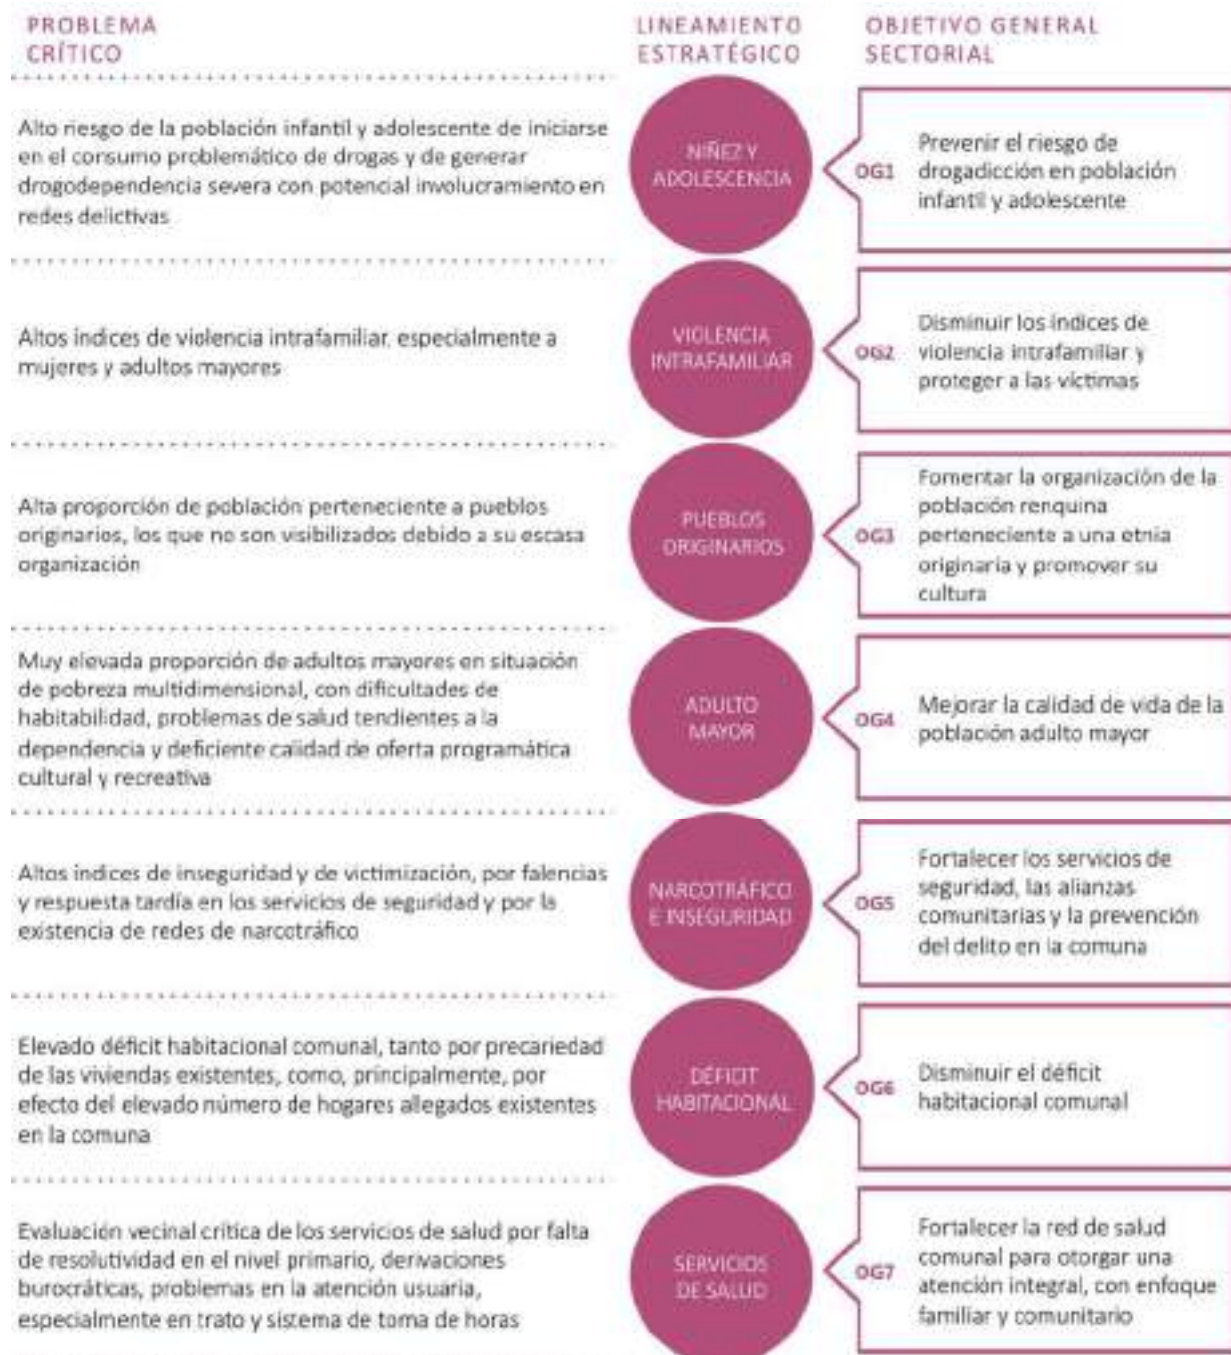 PROBLEMA
CRÍTICO
LINEAMIENTO
ESTRATÉGICO
OBJETIVO GENERAL
SECTORIAL
Alto riesgo de la población infantil y adolescente de iniciarse
en el consumo problemático de drogas y de generar
drogodependencia severa con potencial involucramiento en
redes delictivas
NIÑEZ Y
ADOLESCENCIA
OG1
Prevenir el riesgo de
drogadicción en población
infantil y adolescente
Altos índices de violencia intrafamiliar, especialmente a
mujeres y adultos mayores
VIOLENCIA
INTRAFAMILIAR
OG2
Disminuir los índices de
violencia intrafamiliar y
proteger a las víctimas
Alta proporción de población perteneciente a pueblos
originarios, los que no son visibilizados debido a su escasa
organización
PUEBLOS
ORIGINARIOS
OG3
Fomentar la organización de la
población renquina
perteneciente a una etnia
originaria y promover su
cultura
Muy elevada proporción de adultos mayores en situación
de pobreza multidimensional, con dificultades de
habitabilidad, problemas de salud tendientes a la
dependencia y deficiente calidad de oferta programática
cultural y recreativa
ADULTO
MAYOR
OG4
Mejorar la calidad de vida de la
población adulto mayor
Altos índices de inseguridad y de victimización, por falencias
y respuesta tardía en los servicios de seguridad y por la
existencia de redes de narcotráfico
NARCOTRÁFICO
E INSEGURIDAD
OG5
Fortalecer los servicios de
seguridad, las alianzas
comunitarias y la prevención
del delito en la comuna
Elevado déficit habitacional comunal, tanto por precariedad
de las viviendas existentes, como, principalmente, por
efecto del elevado número de hogares allegados existentes
en la comuna
DÉFICIT
HABITACIONAL
OG6
Disminuir el déficit
habitacional comunal
Evaluación vecinal crítica de los servicios de salud por falta
de resolutividad en el nivel primario, derivaciones
burocráticas, problemas en la atención usuaria,
especialmente en trato y sistema de toma de horas
SERVICIOS
DE SALUD
OG7
Fortalecer la red de salud
comunal para otorgar una
atención integral, con enfoque
familiar y comunitario